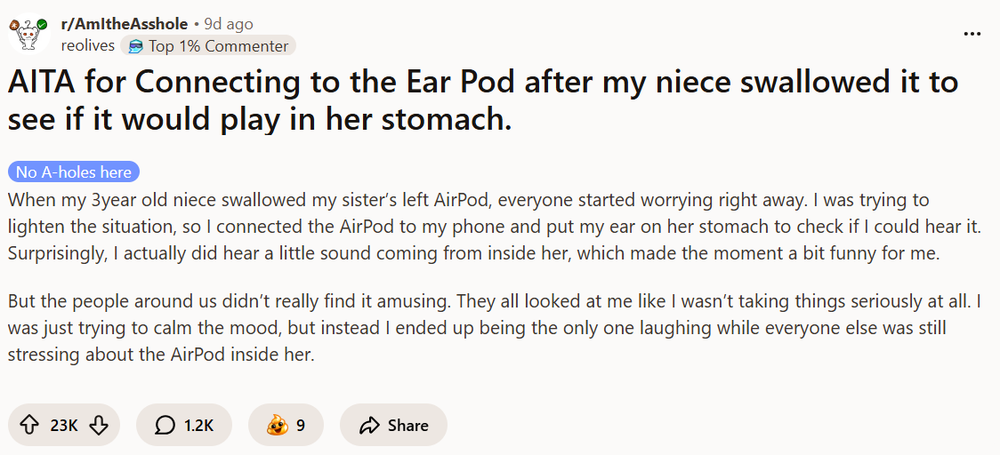 r/AmItheAsshole • 9d ago
reolives Top 1% Commenter
AITA for Connecting to the Ear Pod after my niece swallowed it to
see if it would play in her stomach.
No A-holes here
When my 3year old niece swallowed my sister’s left AirPod, everyone started worrying right away. I was trying to
lighten the situation, so I connected the AirPod to my phone and put my ear on her stomach to check if I could hear it.
Surprisingly, I actually did hear a little sound coming from inside her, which made the moment a bit funny for me.
But the people around us didn’t really find it amusing. They all looked at me like I wasn’t taking things seriously at all. I
was just trying to calm the mood, but instead I ended up being the only one laughing while everyone else was still
stressing about the AirPod inside her.
23K 1.2K 9 Share